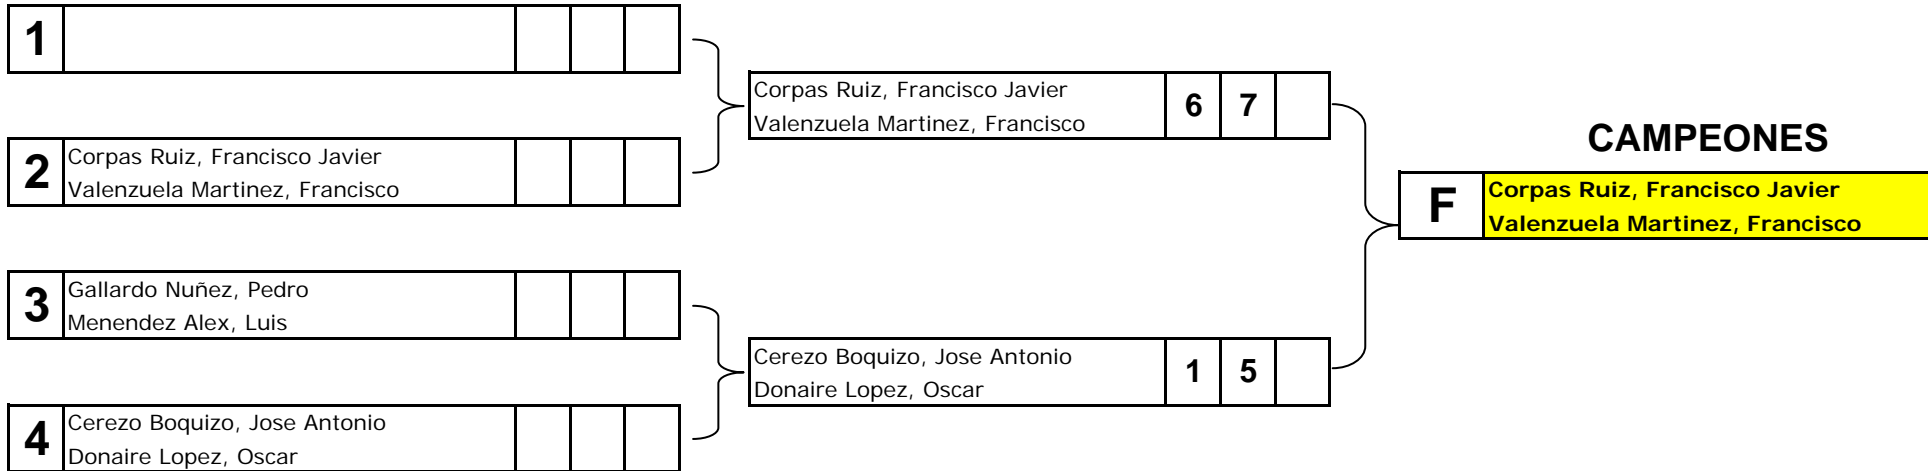 1
2 Corpas Ruiz, Francisco Javier
Valenzuela Martinez, Francisco
3 Gallardo Nuñez, Pedro
Menendez Alex, Luis
4 Cerezo Boquizo, Jose Antonio
Donaire Lopez, Oscar
Corpas Ruiz, Francisco Javier
Valenzuela Martinez, Francisco
6 7
Cerezo Boquizo, Jose Antonio
Donaire Lopez, Oscar
1 5
CAMPEONES
F Corpas Ruiz, Francisco Javier
Valenzuela Martinez, Francisco